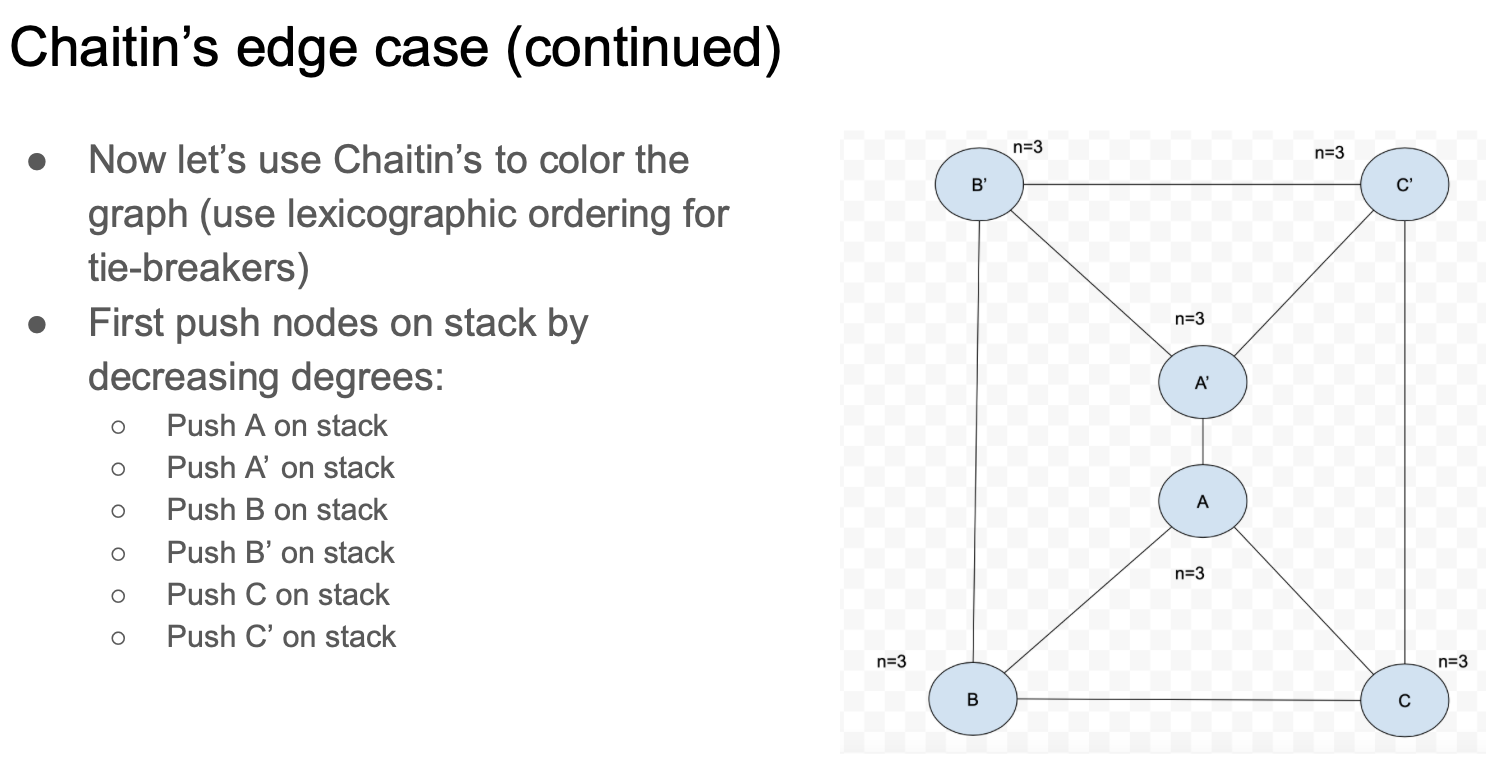 Chaitin’s edge case (continued)
● Now let’s use Chaitin’s to color the
graph (use lexicographic ordering for
tie-breakers)
● First push nodes on stack by
decreasing degrees:
○ Push A on stack
○ Push A’ on stack
○ Push B on stack
○ Push B’ on stack
○ Push C on stack
○ Push C’ on stack
n=3
n=3
B’
C’
n=3
A’
A
n=3
n=3
n=3
B
C